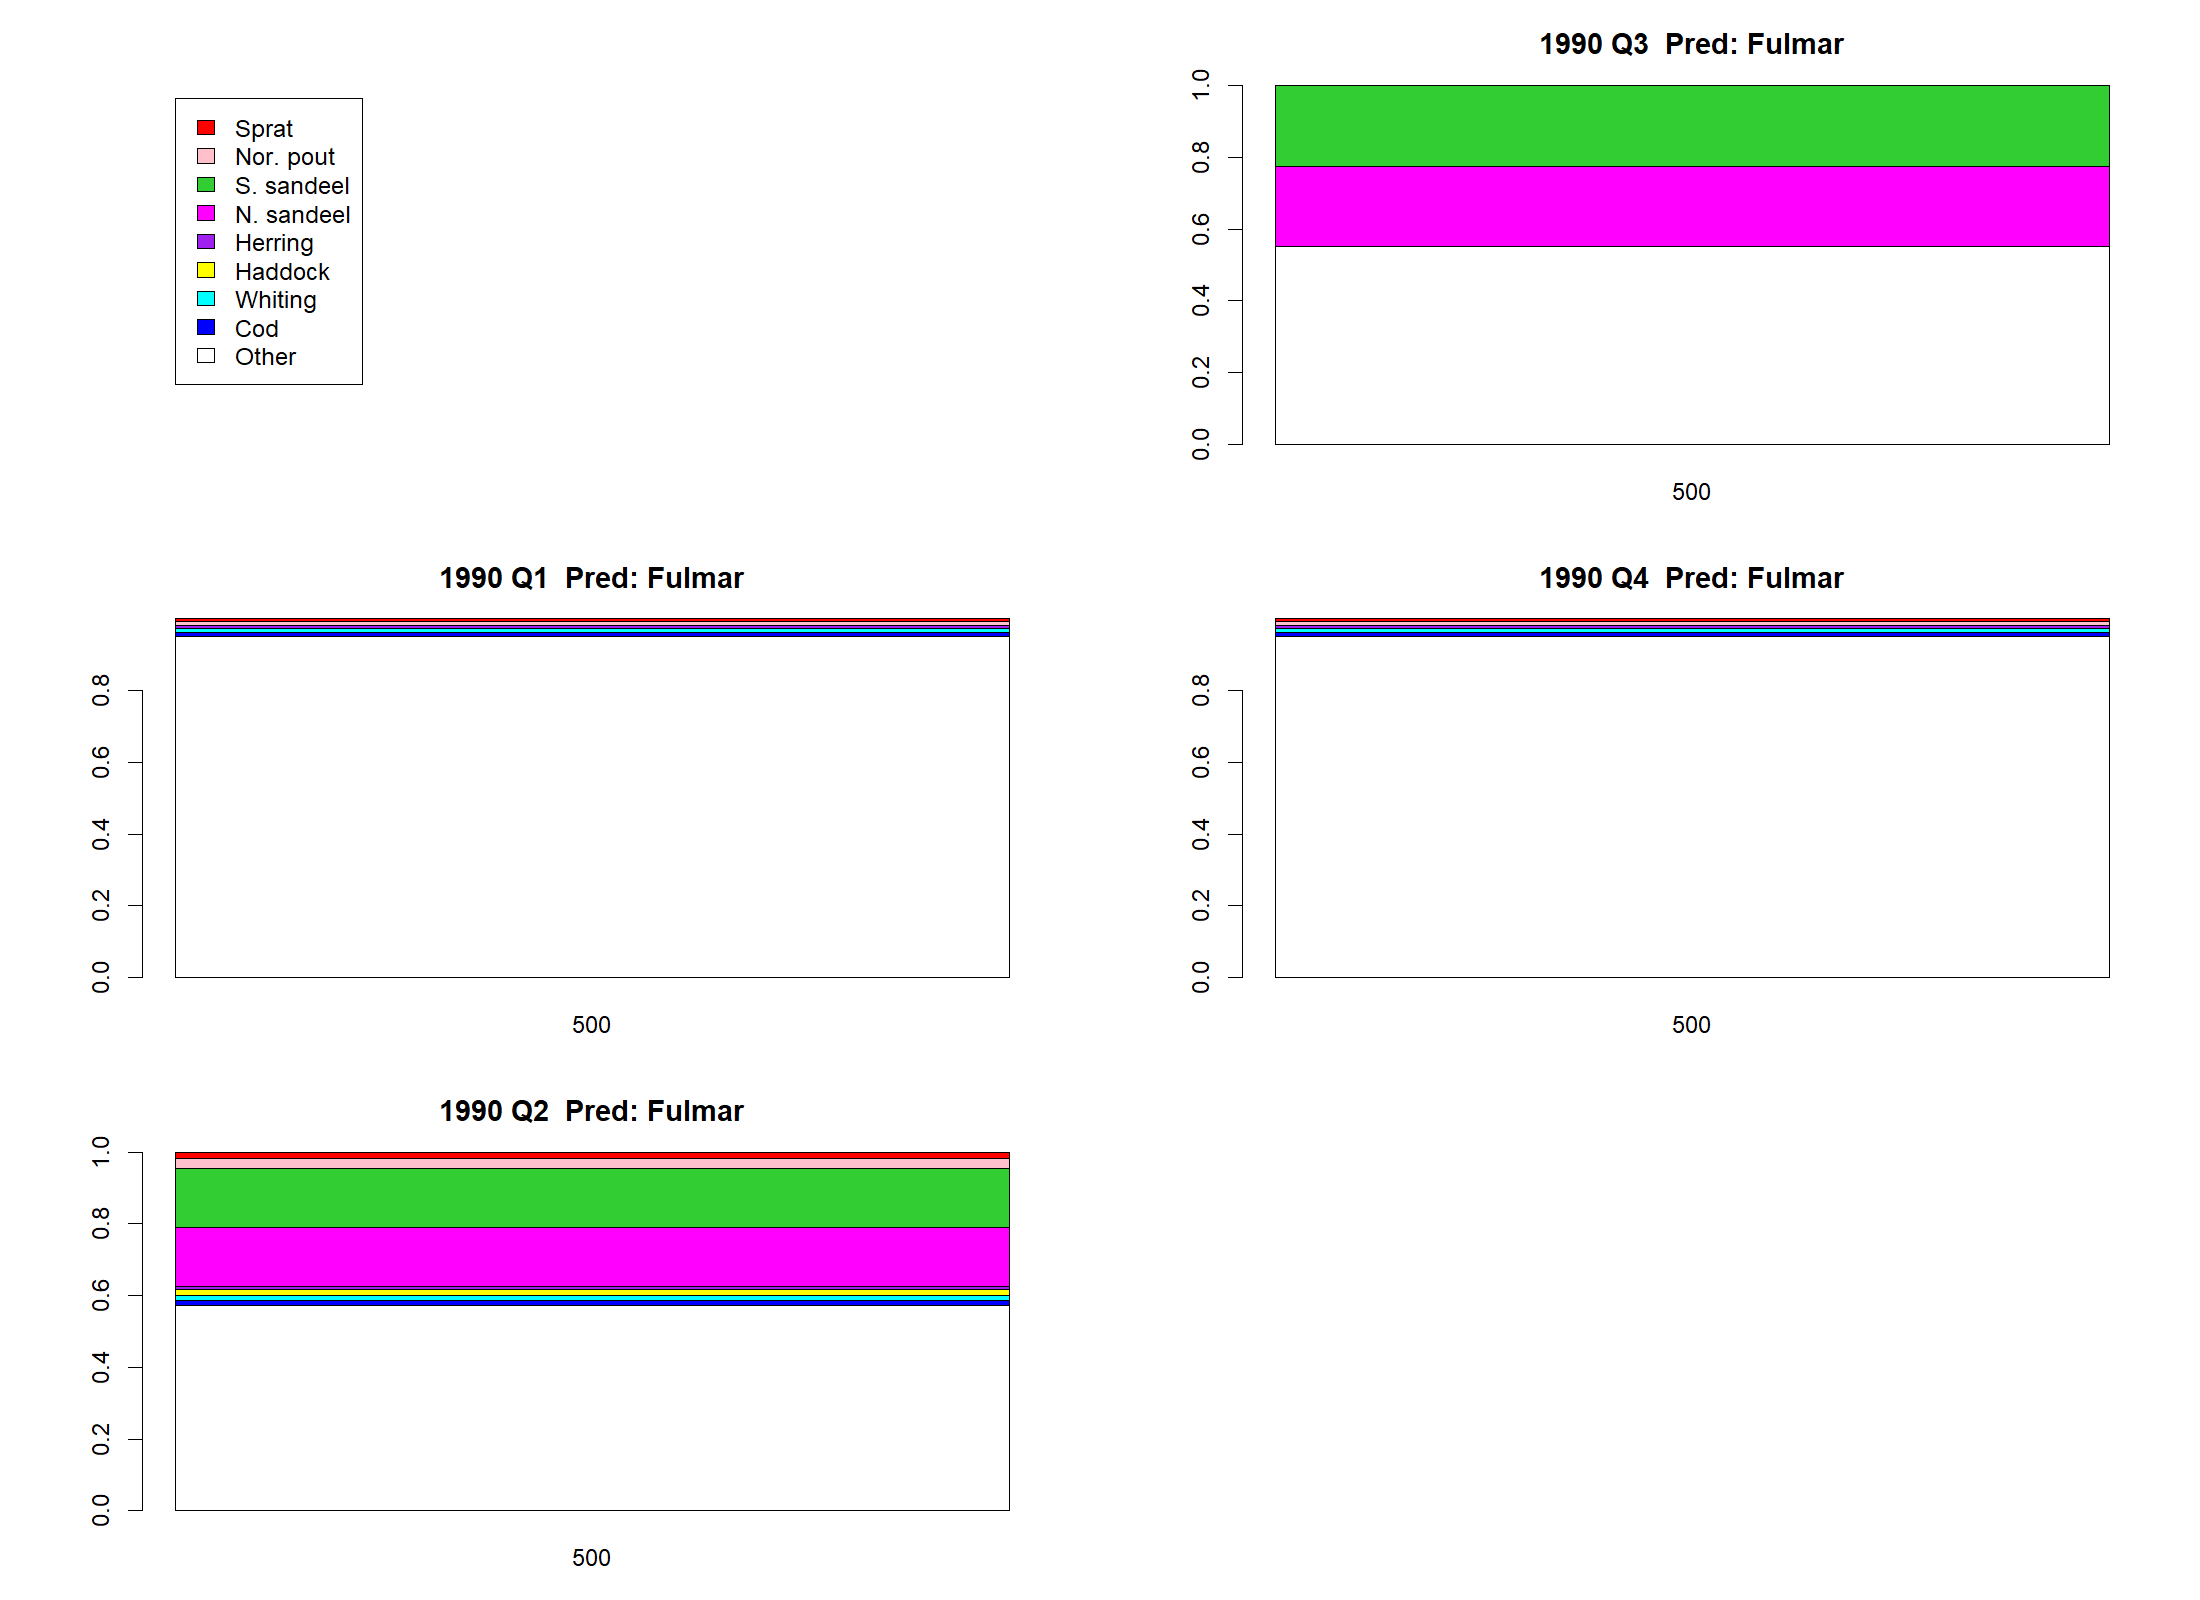 Sprat
Nor. pout
S. sandeel
N. sandeel
Herring
Haddock
Whiting
Cod
Other
1990 Q3  Pred: Fulmar
1.0
0.8
0.6
0.4
0.2
0.0
500
1990 Q1  Pred: Fulmar
0.8
0.6
0.4
0.2
0.0
500
1990 Q4  Pred: Fulmar
0.8
0.6
0.4
0.2
0.0
500
1990 Q2  Pred: Fulmar
1.0
0.8
0.6
0.4
0.2
0.0
500